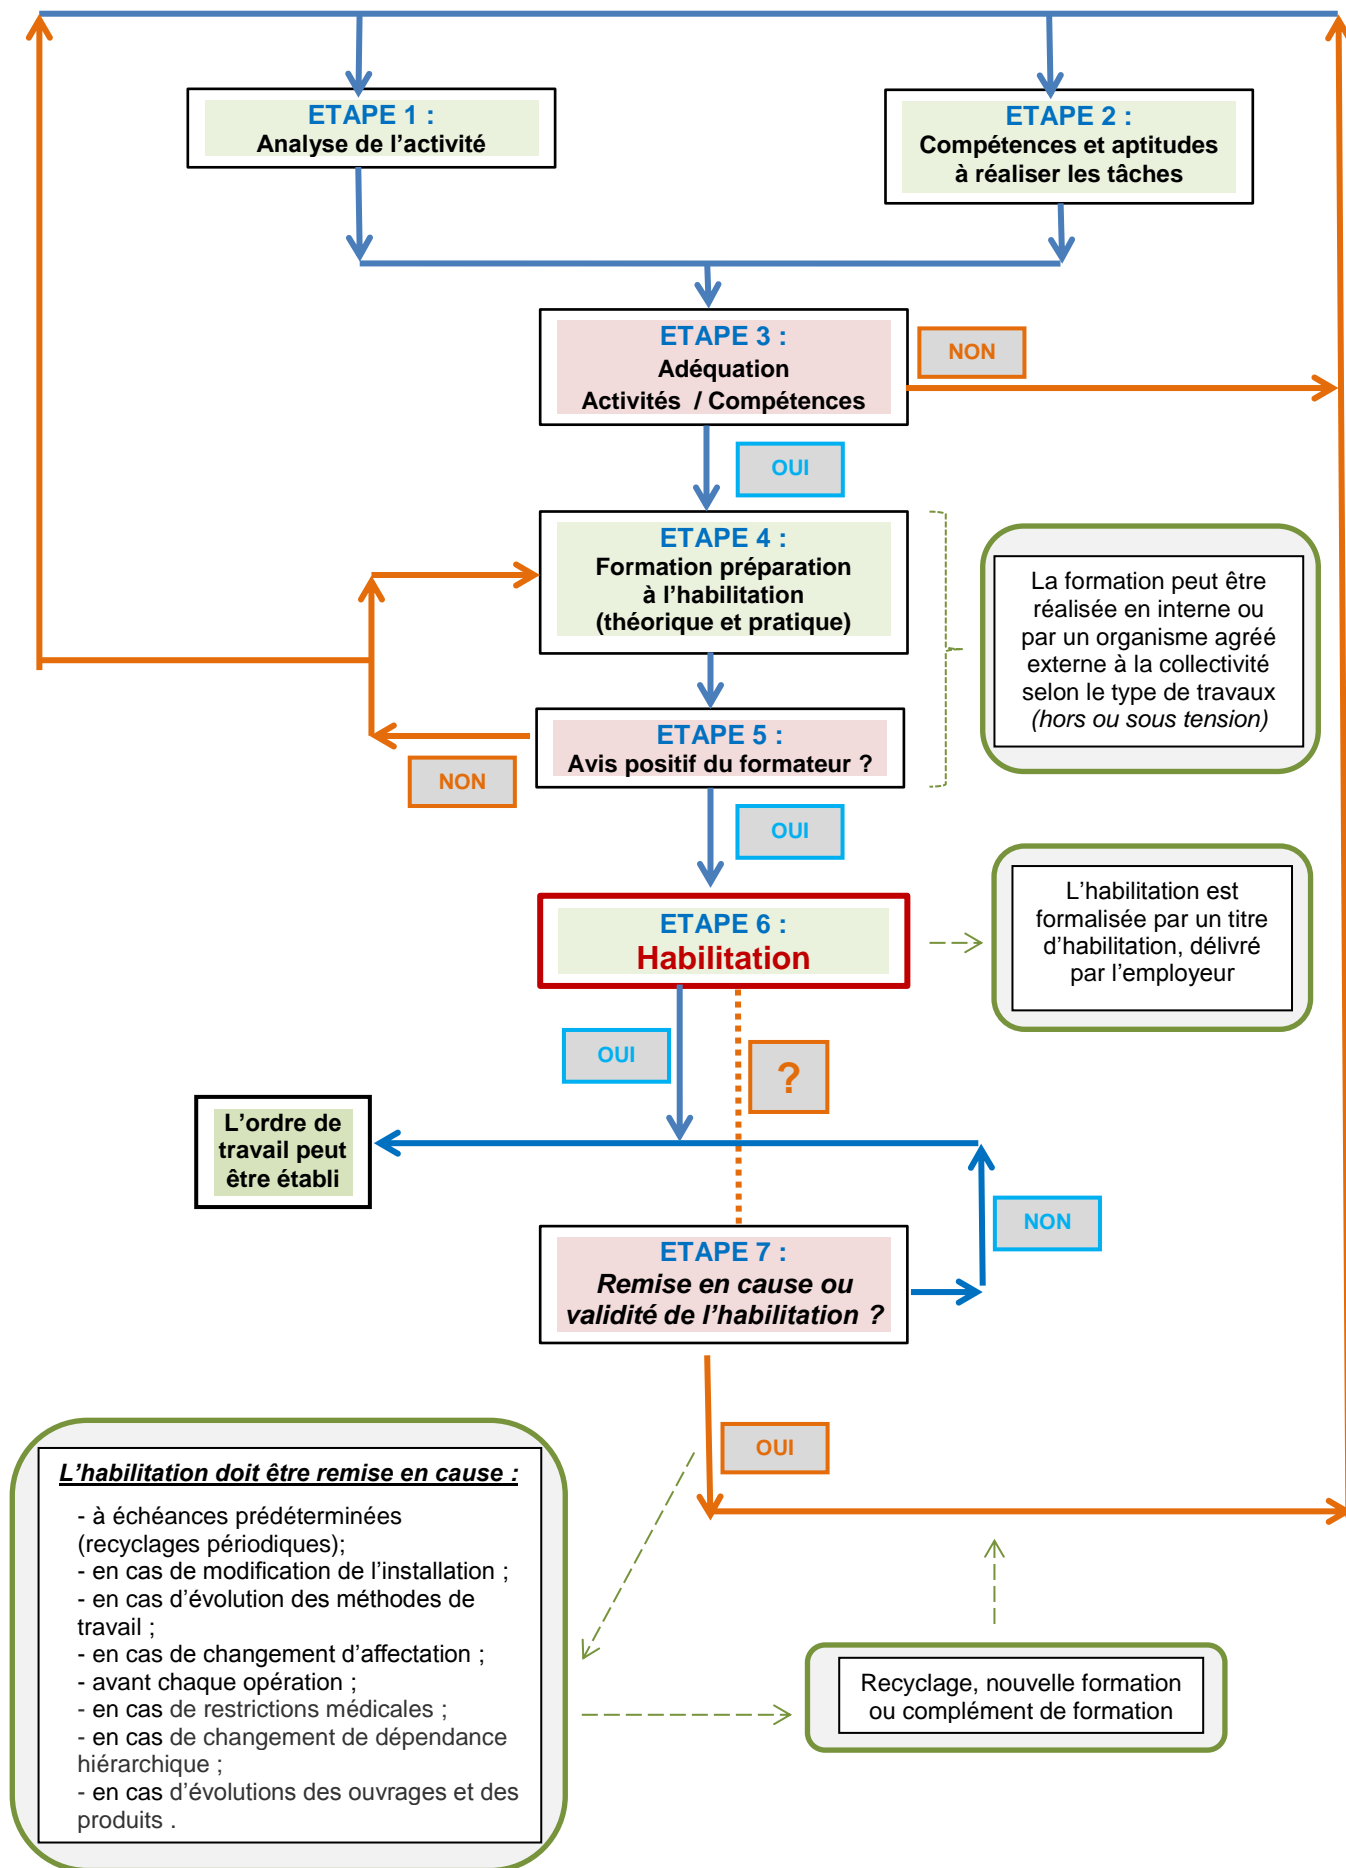 ETAPE 1 :
Analyse de l’activité
ETAPE 2 :
Compétences et aptitudes
à réaliser les tâches
ETAPE 3 :
Adéquation
Activités / Compétences
NON
OUI
ETAPE 4 :
Formation préparation
à l’habilitation
(théorique et pratique)
La formation peut être
réalisée en interne ou
par un organisme agréé
externe à la collectivité
selon le type de travaux
(hors ou sous tension)
ETAPE 5 :
Avis positif du formateur ?
NON
OUI
ETAPE 6 :
Habilitation
L’habilitation est
formalisée par un titre
d’habilitation, délivré
par l’employeur
OUI
?
L’ordre de
travail peut
être établi
NON
ETAPE 7 :
Remise en cause ou
validité de l’habilitation ?
OUI
L’habilitation doit être remise en cause :
- à échéances prédéterminées
(recyclages périodiques);
- en cas de modification de l’installation ;
- en cas d’évolution des méthodes de
travail ;
- en cas de changement d’affectation ;
- avant chaque opération ;
- en cas de restrictions médicales ;
- en cas de changement de dépendance
hiérarchique ;
- en cas d’évolutions des ouvrages et des
produits .
Recyclage, nouvelle formation
ou complément de formation